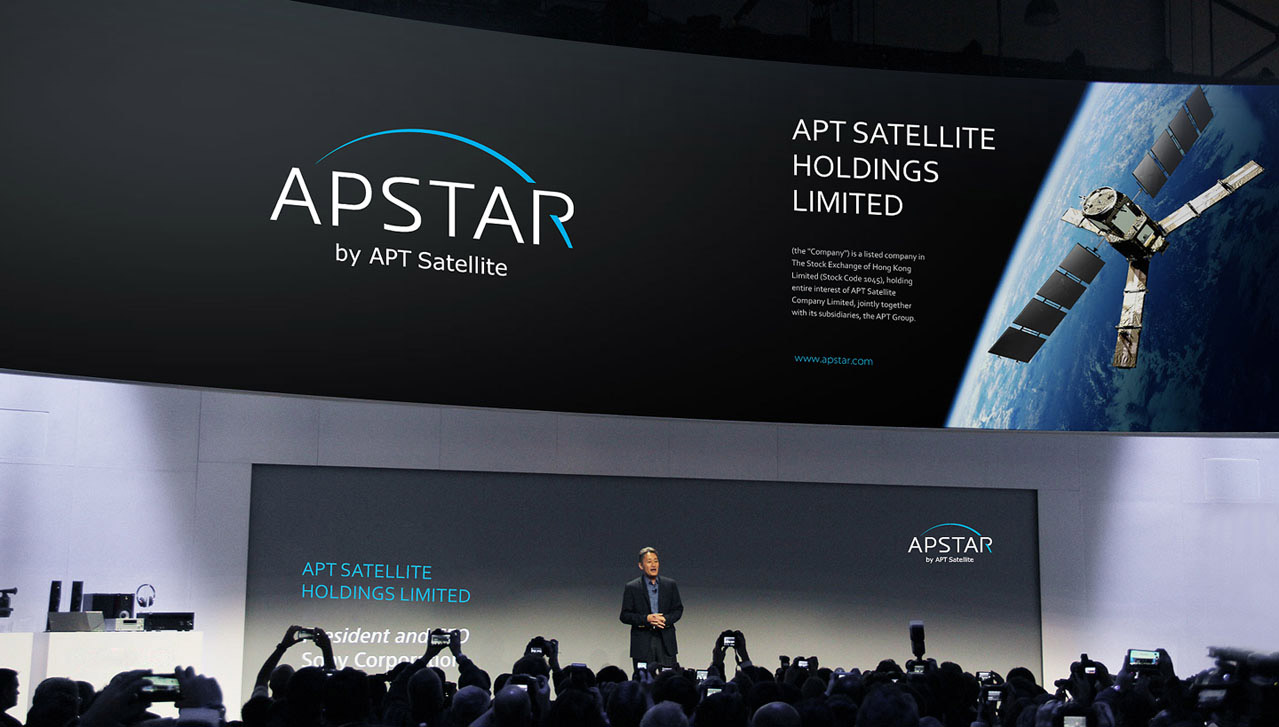 APSTAR
by APT Satellite
APT SATELLITE
HOLDINGS
LIMITED
(the "Company") is a listed company in
The Stock Exchange of Hong Kong
Limited (Stock Code 1045), holding
entire interest of APT Satellite
Company Limited, jointly together
with its subsidiaries, the APT Group.
www.apstar.com
APSTAR
by APT Satellite
APT SATELLITE
HOLDINGS LIMITED
and